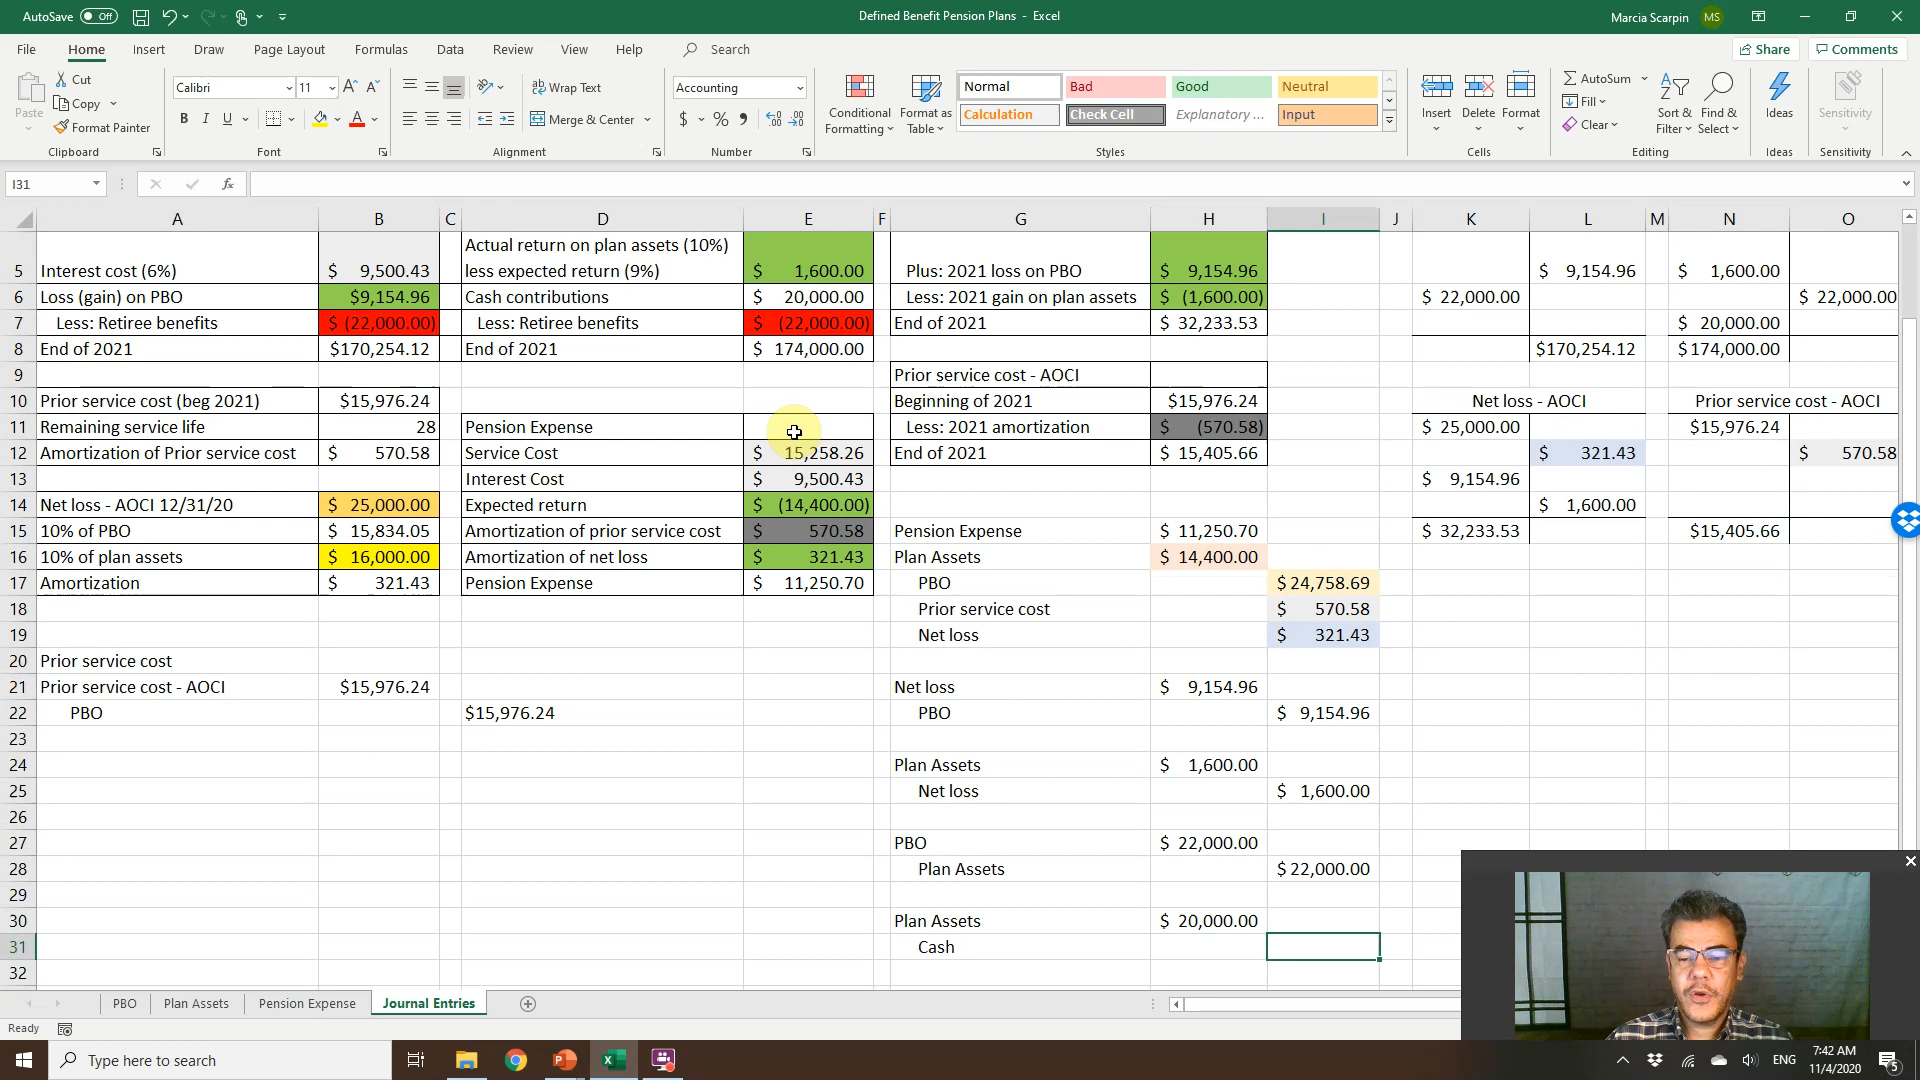 AutoSave Off
Defined Benefit Pension Plans - Excel
Marcia Scarpin MS
File Home Insert Draw Page Layout Formulas Data Review View Help Search Share Comments
Paste Cut Copy Format Painter
Calibri 11 A A B I U A
Wrap Text Merge & Center
Accounting $ % 9
Conditional Formatting Format as Table
Normal Bad Good Neutral
Calculation Check Cell Explanatory ... Input
Insert Delete Format
AutoSum Fill Clear Sort & Filter Find & Select
Ideas Sensitivity
Clipboard Font Alignment Number Styles Cells Editing Ideas Sensitivity
I31 fx
A B C D E F G H I J K L M N O
Actual return on plan assets (10%)
5 Interest cost (6%) $ 9,500.43 less expected return (9%) $ 1,600.00 Plus: 2021 loss on PBO $ 9,154.96 $ 9,154.96 $ 1,600.00
6 Loss (gain) on PBO $9,154.96 Cash contributions $ 20,000.00 Less: 2021 gain on plan assets $ (1,600.00) $ 22,000.00 $ 22,000.00
7 Less: Retiree benefits $ (22,000.00) Less: Retiree benefits $ (22,000.00) End of 2021 $ 32,233.53 $ 20,000.00
8 End of 2021 $170,254.12 End of 2021 $ 174,000.00 $170,254.12 $174,000.00
9 Prior service cost - AOCI
10 Prior service cost (beg 2021) $15,976.24 Beginning of 2021 $15,976.24 Net loss - AOCI Prior service cost - AOCI
11 Remaining service life 28 Pension Expense Less: 2021 amortization $ (570.58) $ 25,000.00 $15,976.24
12 Amortization of Prior service cost $ 570.58 Service Cost $ 15,258.26 End of 2021 $ 15,405.66 $ 321.43 $ 570.58
13 Interest Cost $ 9,500.43 $ 9,154.96
14 Net loss - AOCI 12/31/20 $ 25,000.00 Expected return $ (14,400.00) $ 1,600.00
15 10% of PBO $ 15,834.05 Amortization of prior service cost $ 570.58 Pension Expense $ 11,250.70 $ 32,233.53 $15,405.66
16 10% of plan assets $ 16,000.00 Amortization of net loss $ 321.43 Plan Assets $ 14,400.00
17 Amortization $ 321.43 Pension Expense $ 11,250.70 PBO $ 24,758.69
18 Prior service cost $ 570.58
19 Net loss $ 321.43
20 Prior service cost
21 Prior service cost - AOCI $15,976.24 Net loss $ 9,154.96
22 PBO $15,976.24 PBO $ 9,154.96
23
24 Plan Assets $ 1,600.00
25 Net loss $ 1,600.00
26
27 PBO $ 22,000.00
28 Plan Assets $ 22,000.00
29
30 Plan Assets $ 20,000.00
31 Cash
32
PBO Plan Assets Pension Expense Journal Entries
Ready
Type here to search
ENG 7:42 AM
11/4/2020 5